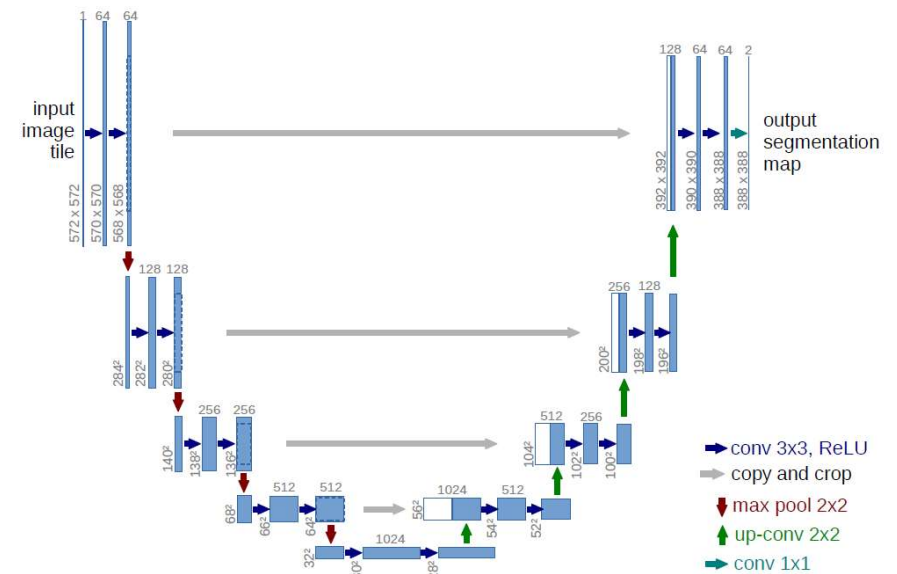 1 64 64
128 64 64 2
input
image
tile
output
segmentation
map
572 x 572
570 x 570
568 x 568
392 x 392
390 x 390
388 x 388
388 x 388
128 128
256 128
284²
282²
280²
200²
198²
196²
256 256
512 256
140²
138²
136²
104²
102²
100²
512 512
1024 512
68²
66²
64²
56²
54²
52²
1024
32²
conv 3x3, ReLU
copy and crop
max pool 2x2
up-conv 2x2
conv 1x1